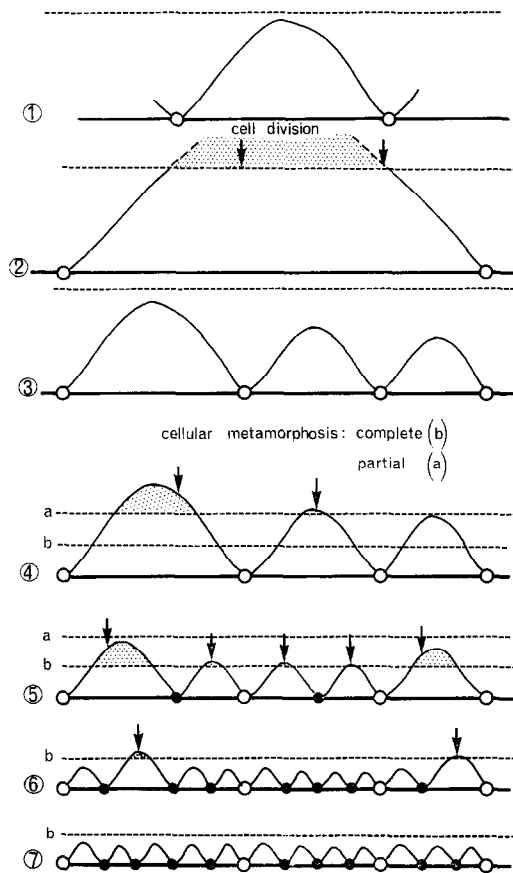 ①
cell division
②
③
cellular metamorphosis: complete (b)
partial (a)
a
b
④
a
b
⑤
b
⑥
b
⑦